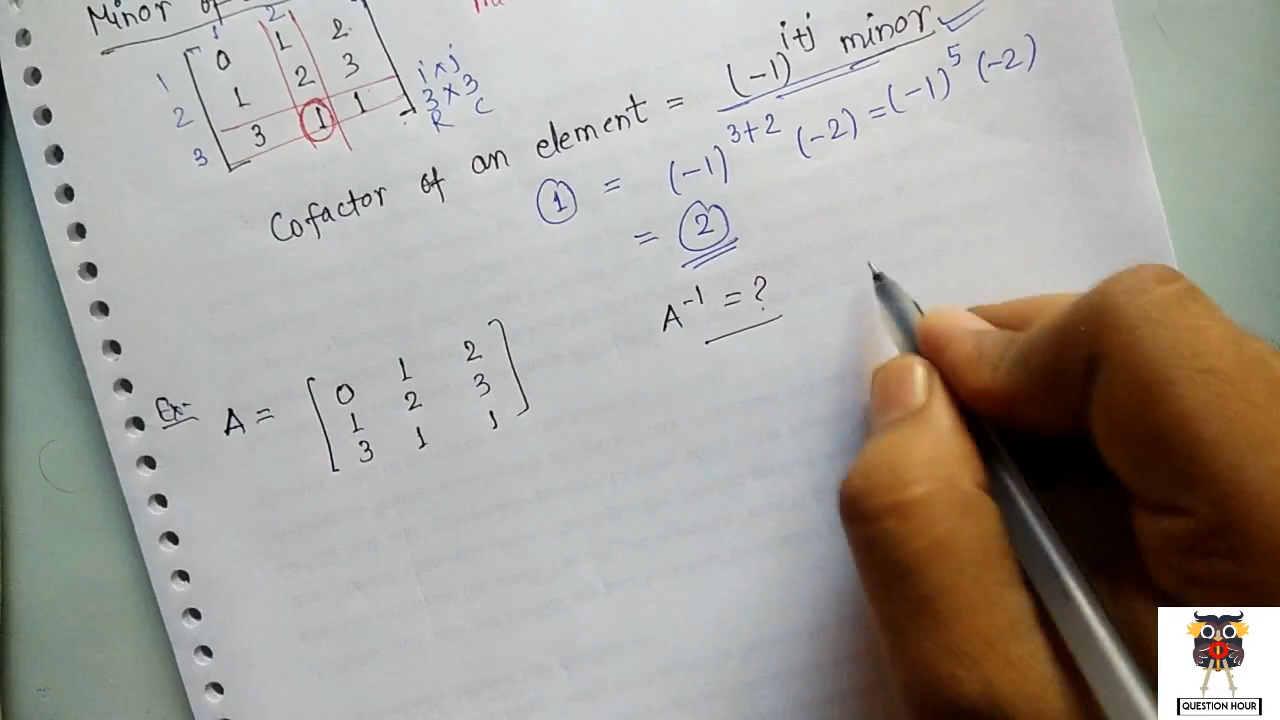 Minor of
1 2
1 0 1 2
2 1 2 3
3 3 1 1
i × j
3 × 3
R C
Cofactor of an element = (-1)^{i+j} minor
1 = (-1)^{3+2} (-2) = (-1)^5 (-2)
= 2
A^{-1} = ?
Ex:- A =
0 1 2
1 2 3
3 1 1
QUESTION HOUR